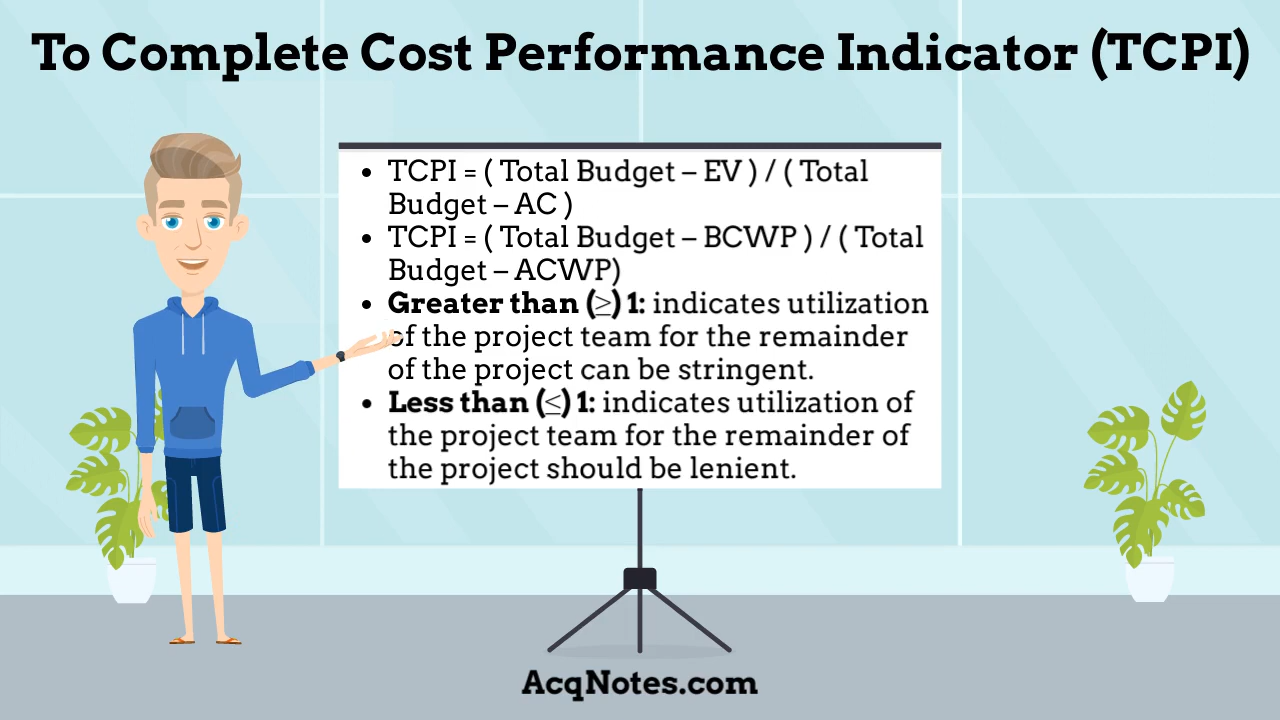 To Complete Cost Performance Indicator (TCPI)
• TCPI = ( Total Budget – EV ) / ( Total
Budget – AC )
• TCPI = ( Total Budget – BCWP ) / ( Total
Budget – ACWP)
• Greater than (≥) 1: indicates utilization
of the project team for the remainder
of the project can be stringent.
• Less than (≤) 1: indicates utilization of
the project team for the remainder of
the project should be lenient.
AcqNotes.com